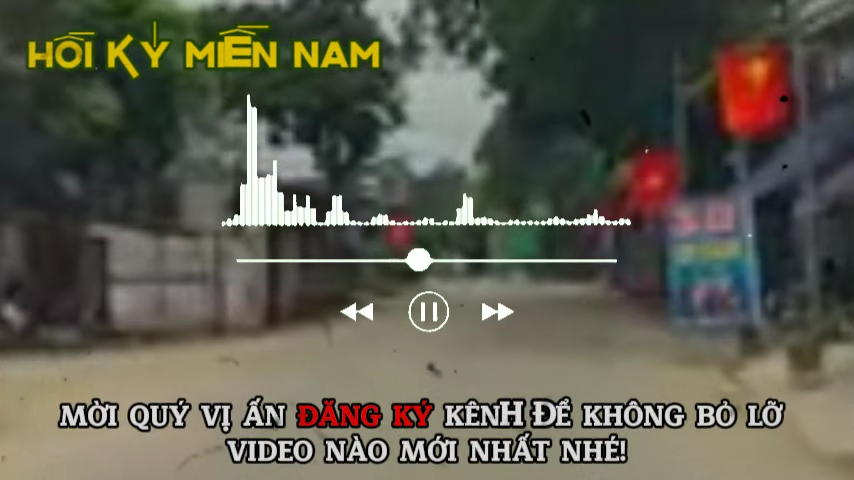 HỒI KÝ MIỀN NAM
MỜI QUÝ VỊ ẤN ĐĂNG KÝ KÊNH ĐỂ KHÔNG BỎ LỠ
VIDEO NÀO MỚI NHẤT NHÉ!